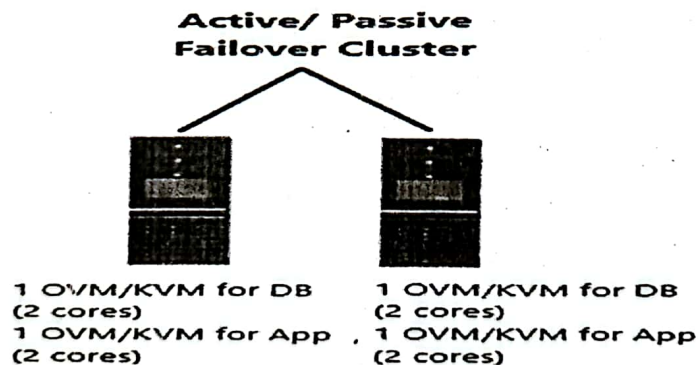 Active/ Passive
Failover Cluster
1 OVM/KVM for DB
(2 cores)
1 OVM/KVM for App
(2 cores)
1 OVM/KVM for DB
(2 cores)
1 OVM/KVM for App
(2 cores)